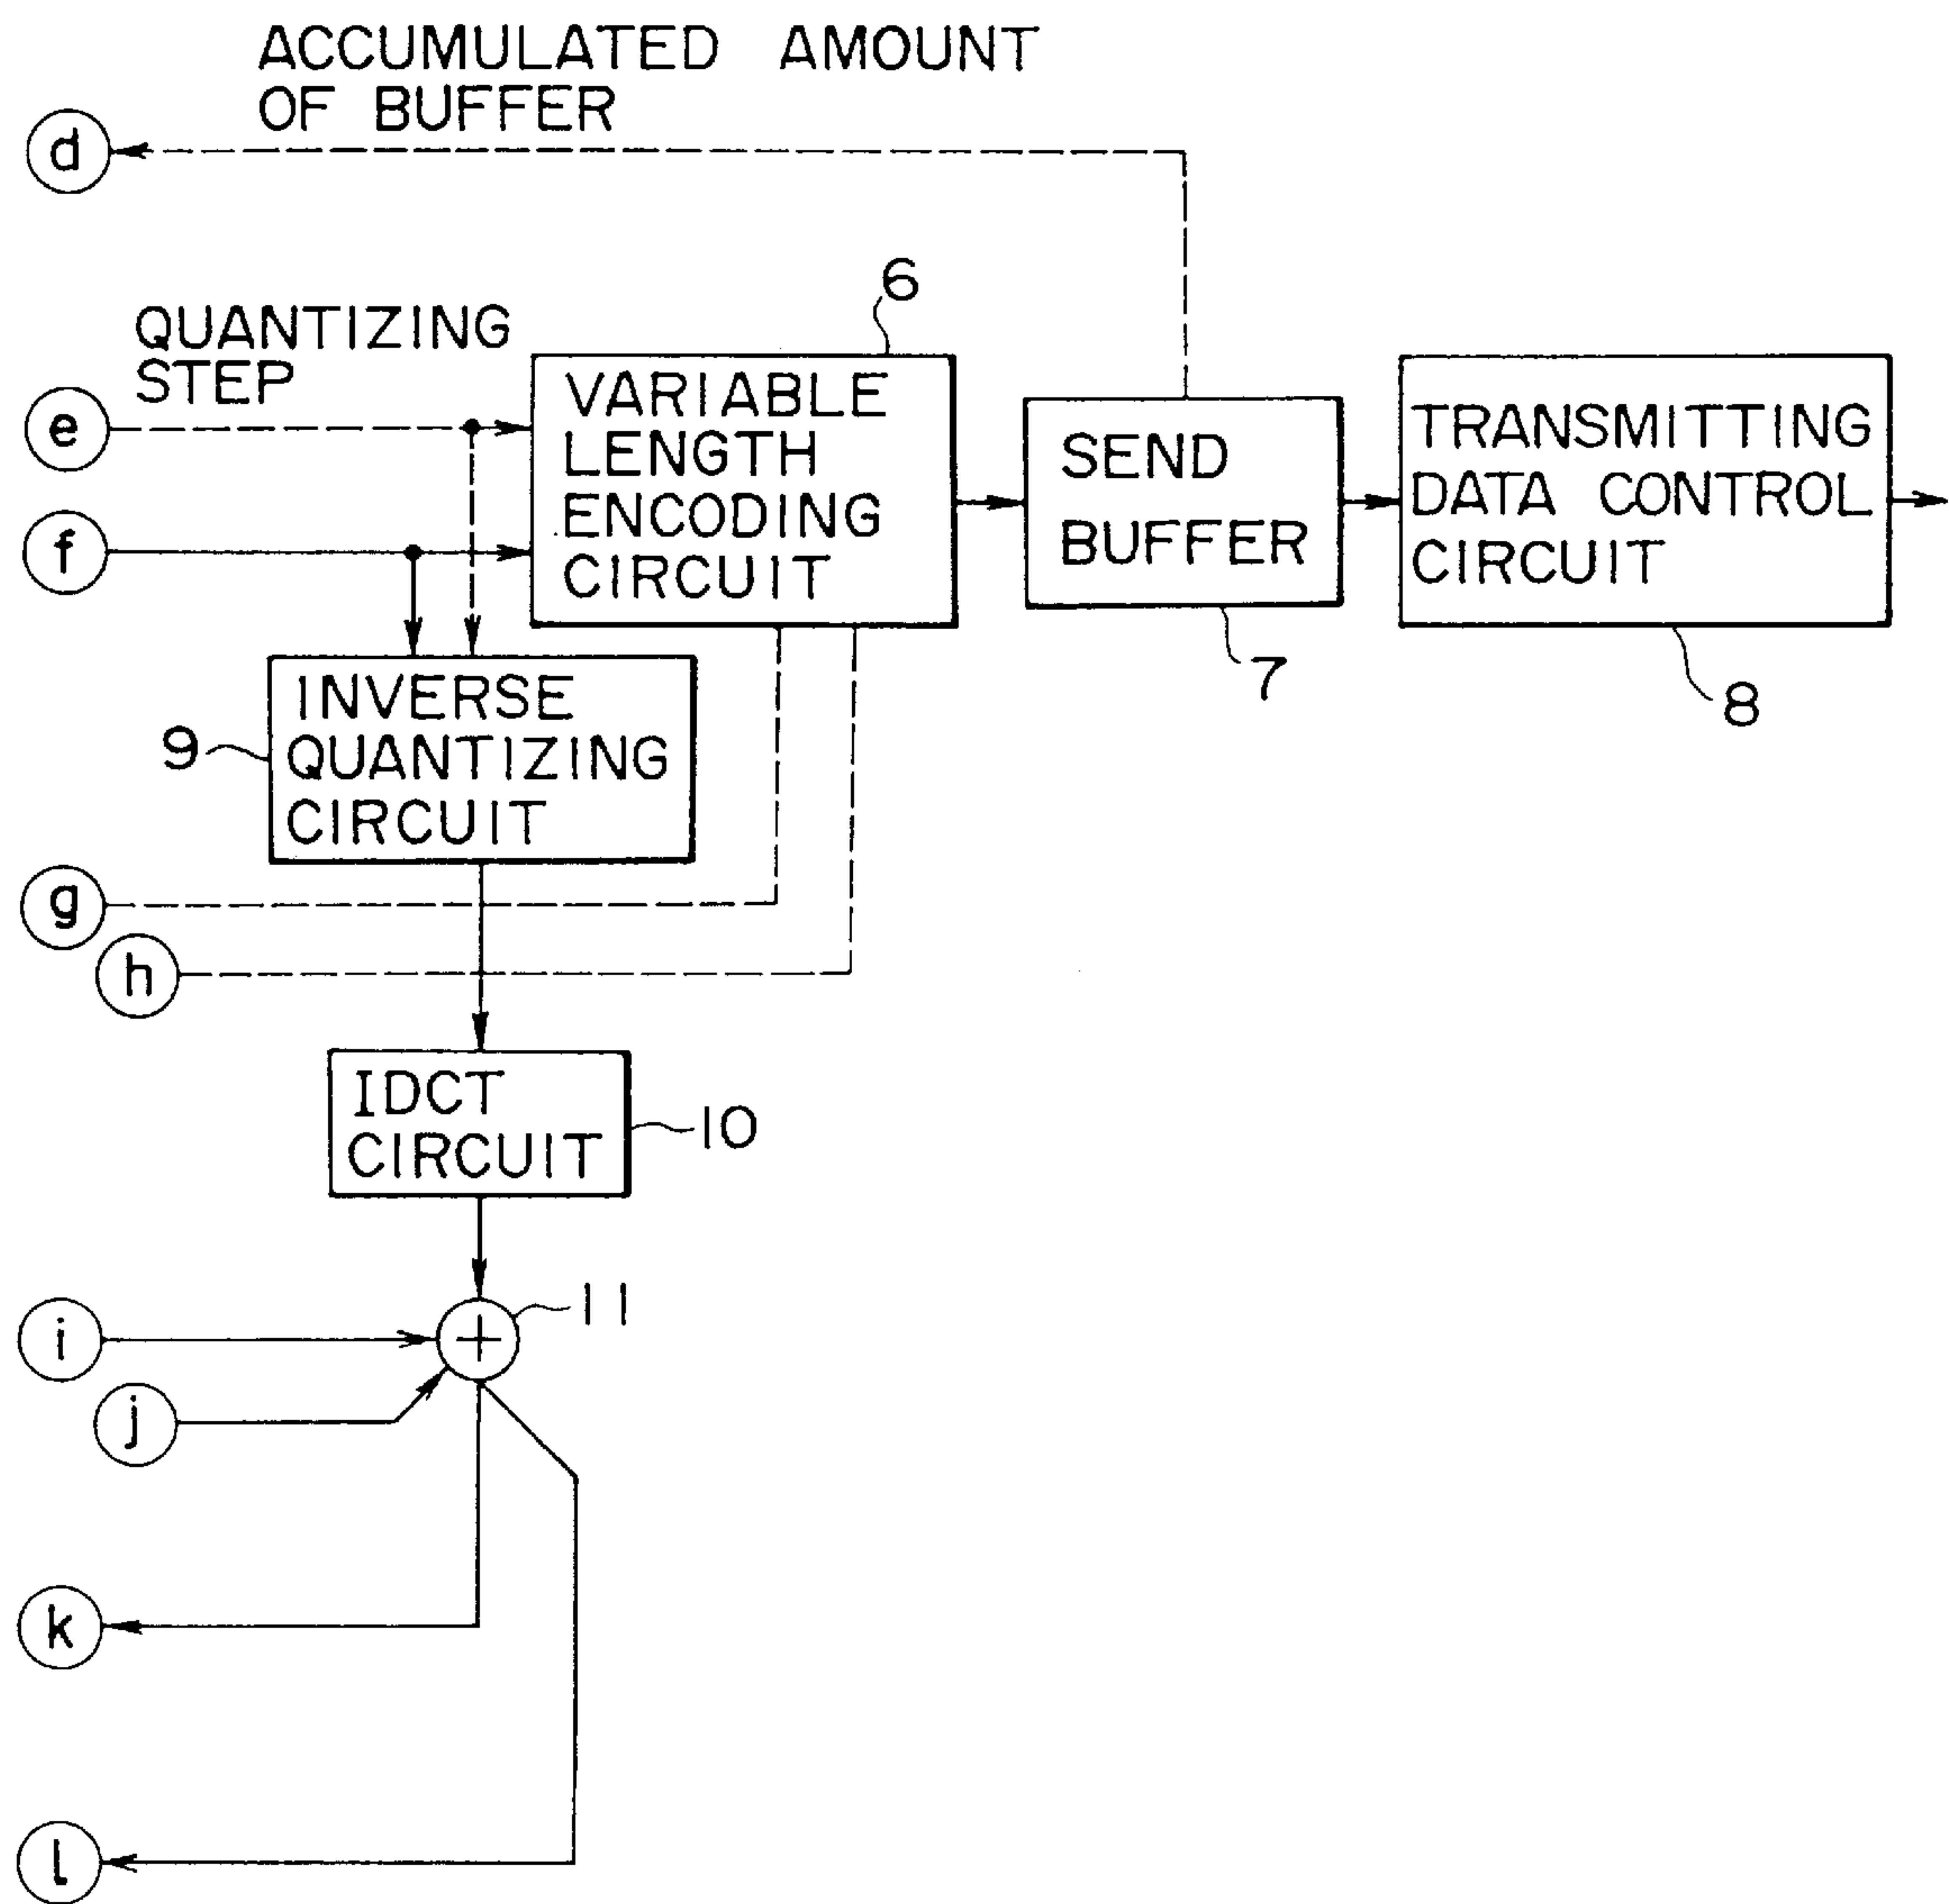 ACCUMULATED AMOUNT
OF BUFFER
d
6
QUANTIZING
STEP
e
f
VARIABLE
LENGTH
ENCODING
CIRCUIT
SEND
BUFFER
TRANSMITTING
DATA CONTROL
CIRCUIT
7
8
9
INVERSE
QUANTIZING
CIRCUIT
g
h
IDCT
CIRCUIT
10
11
i
+
j
k
l